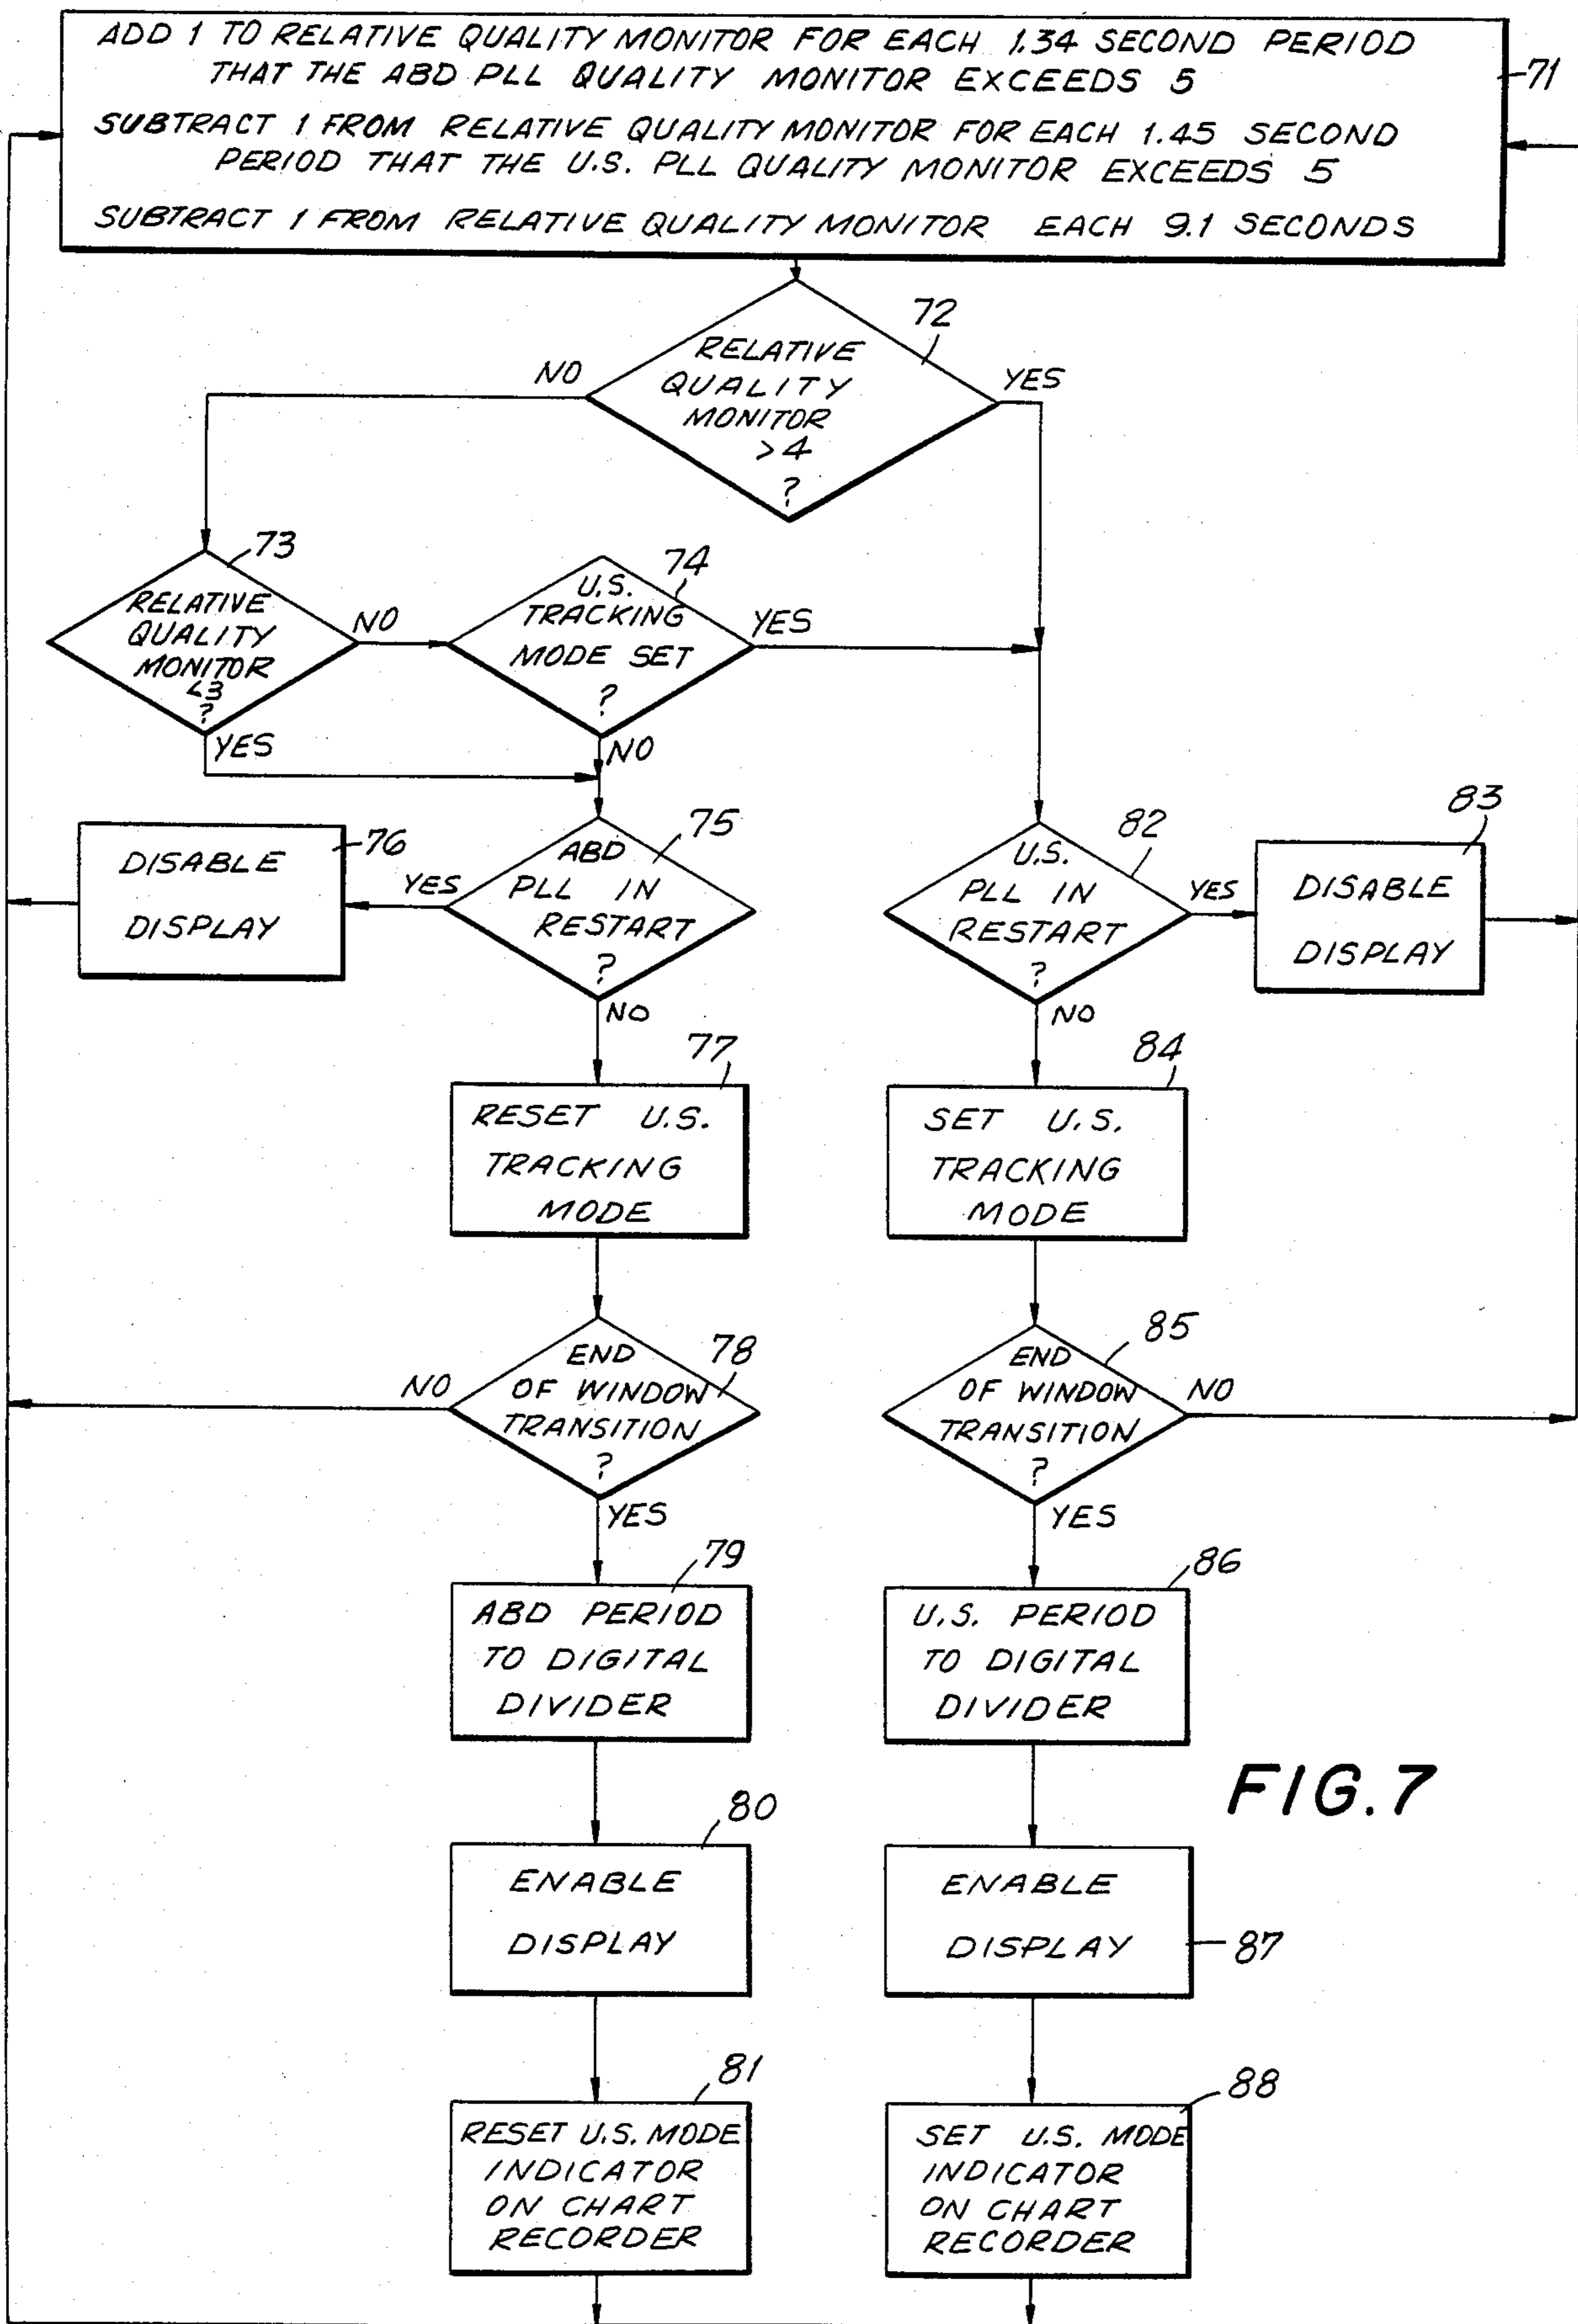 ADD 1 TO RELATIVE QUALITY MONITOR FOR EACH 1.34 SECOND PERIOD
THAT THE ABD PLL QUALITY MONITOR EXCEEDS 5
71
SUBTRACT 1 FROM RELATIVE QUALITY MONITOR FOR EACH 1.45 SECOND
PERIOD THAT THE U.S. PLL QUALITY MONITOR EXCEEDS 5
SUBTRACT 1 FROM RELATIVE QUALITY MONITOR EACH 9.1 SECONDS
72
RELATIVE
QUALITY
MONITOR
>4
?
NO
YES
73
RELATIVE
QUALITY
MONITOR
<3
?
NO
YES
74
U.S.
TRACKING
MODE SET
?
YES
NO
75
ABD
PLL IN
RESTART
?
YES
NO
76
DISABLE
DISPLAY
82
U.S.
PLL IN
RESTART
?
YES
NO
83
DISABLE
DISPLAY
77
RESET U.S.
TRACKING
MODE
84
SET U.S.
TRACKING
MODE
78
END
OF WINDOW
TRANSITION
?
NO
YES
85
END
OF WINDOW
TRANSITION
?
NO
YES
79
ABD PERIOD
TO DIGITAL
DIVIDER
86
U.S. PERIOD
TO DIGITAL
DIVIDER
FIG.7
80
ENABLE
DISPLAY
ENABLE
DISPLAY
87
81
RESET U.S. MODE
INDICATOR
ON CHART
RECORDER
88
SET U.S. MODE
INDICATOR
ON CHART
RECORDER